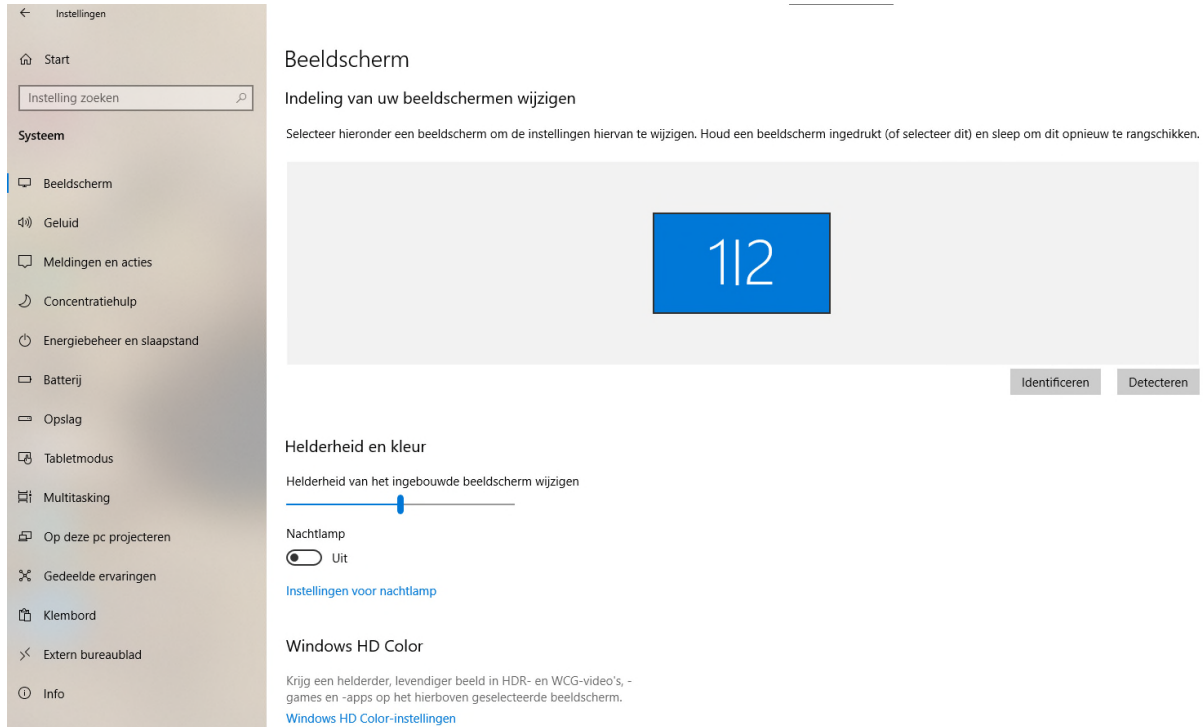 Instellingen
Start
Instelling zoeken
Systeem
Beeldscherm
Geluid
Meldingen en acties
Concentratiehulp
Energiebeheer en slaapstand
Batterij
Opslag
Tabletmodus
Multitasking
Op deze pc projecteren
Gedeelde ervaringen
Klembord
Extern bureaublad
Info
Beeldscherm
Indeling van uw beeldschermen wijzigen
Selecteer hieronder een beeldscherm om de instellingen hiervan te wijzigen. Houd een beeldscherm ingedrukt (of selecteer dit) en sleep om dit opnieuw te rangschikken.
1|2
Identificeren
Detecteren
Helderheid en kleur
Helderheid van het ingebouwde beeldscherm wijzigen
Nachtlamp
Uit
Instellingen voor nachtlamp
Windows HD Color
Krijg een helderder, levendiger beeld in HDR- en WCG-video's, -
games en -apps op het hierboven geselecteerde beeldscherm.
Windows HD Color-instellingen